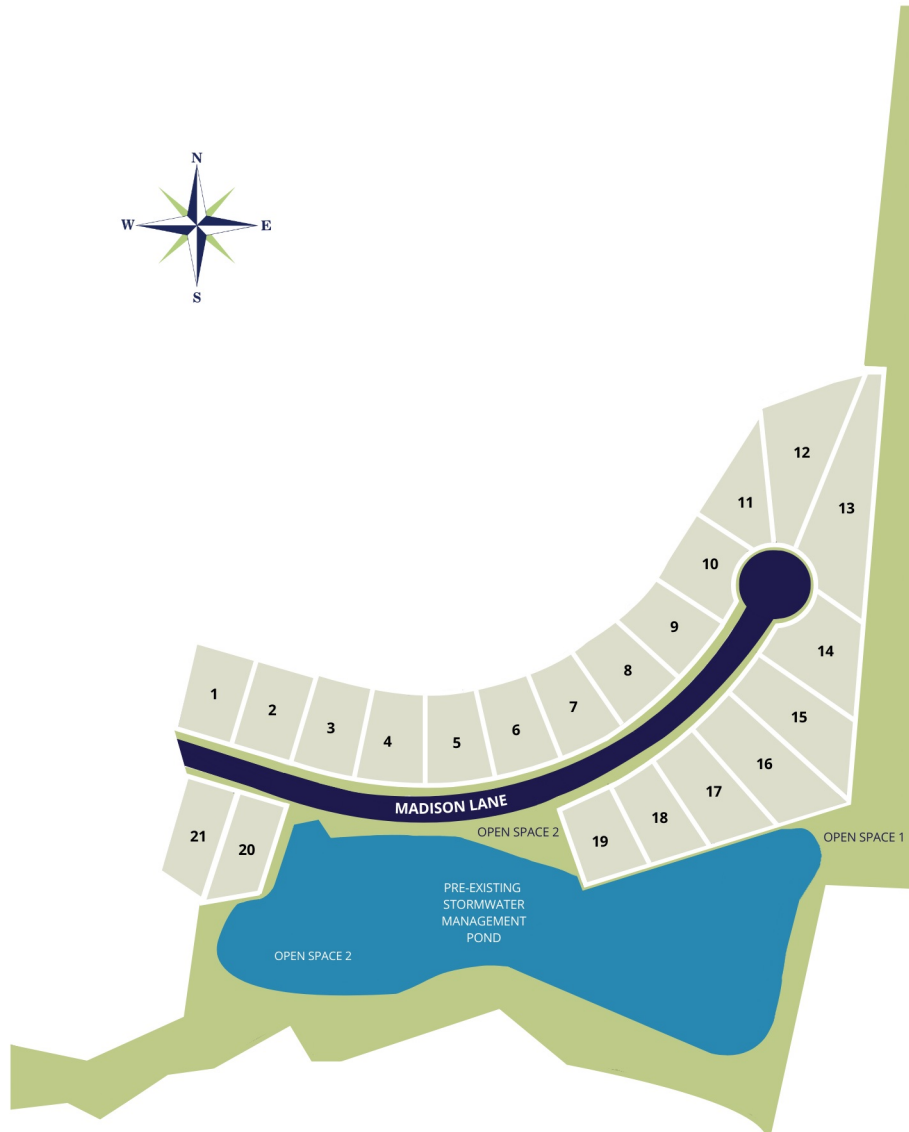 N
W
E
S
12
11
13
10
9
14
8
1
2
7
15
3
6
4
5
16
17
MADISON LANE
18
OPEN SPACE 2
21
20
19
OPEN SPACE 1
PRE-EXISTING
STORMWATER
MANAGEMENT
POND
OPEN SPACE 2